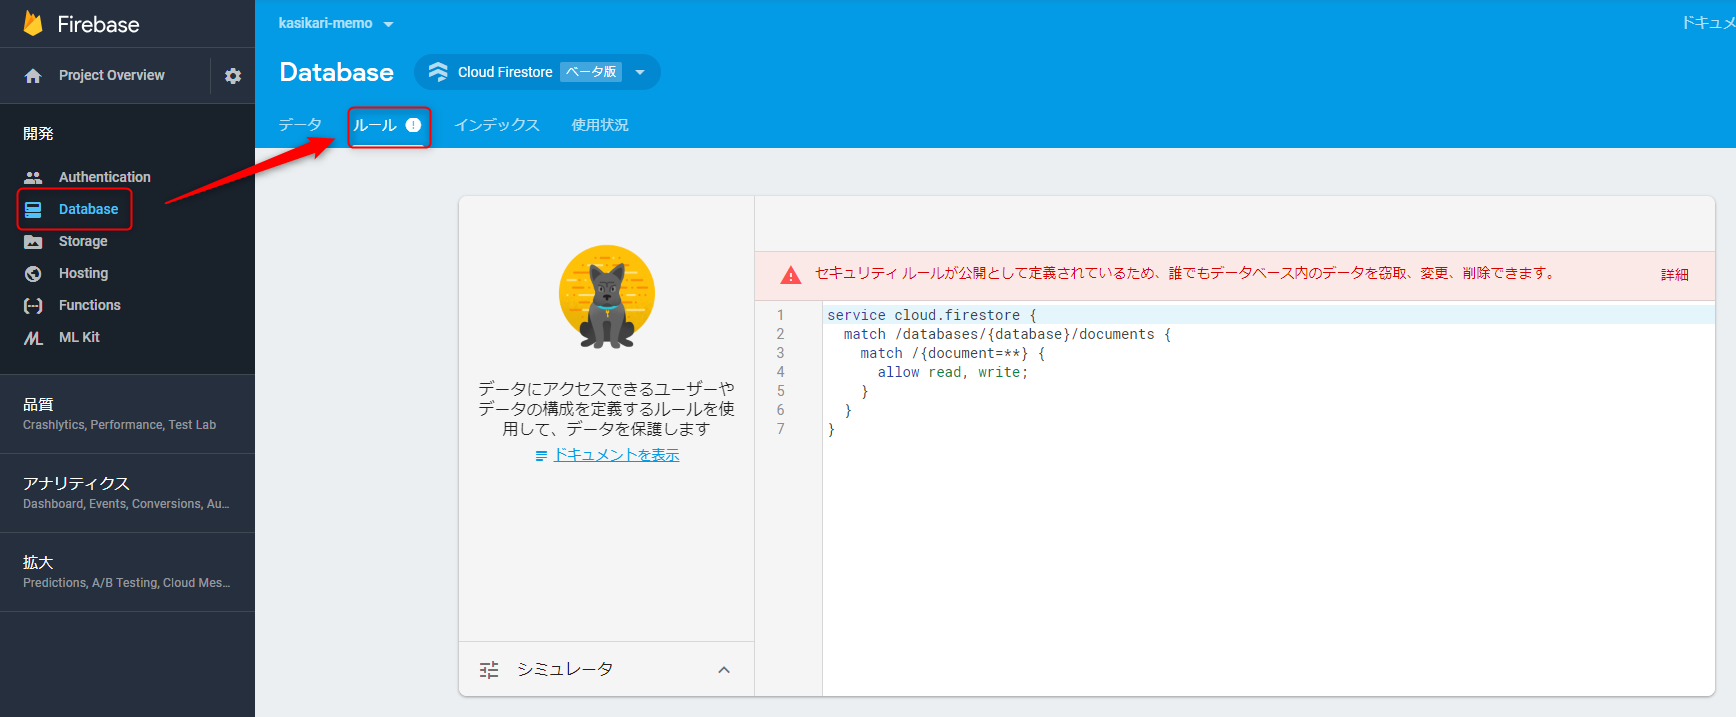 Firebase
Project Overview
開発
Authentication
Database
Storage
Hosting
Functions
ML Kit
品質
Crashlytics, Performance, Test Lab
アナリティクス
Dashboard, Events, Conversions, Au...
拡大
Predictions, A/B Testing, Cloud Mes...
kasikari-memo
ドキュメ
Database
Cloud Firestore ベータ版
データ ルール インデックス 使用状況
データにアクセスできるユーザーや
データの構成を定義するルールを使
用して、データを保護します
ドキュメントを表示
シミュレータ
セキュリティ ルールが公開として定義されているため、誰でもデータベース内のデータを窃取、変更、削除できます。 詳細
1 service cloud.firestore {
2 match /databases/{database}/documents {
3 match /{document=**} {
4 allow read, write;
5 }
6 }
7 }